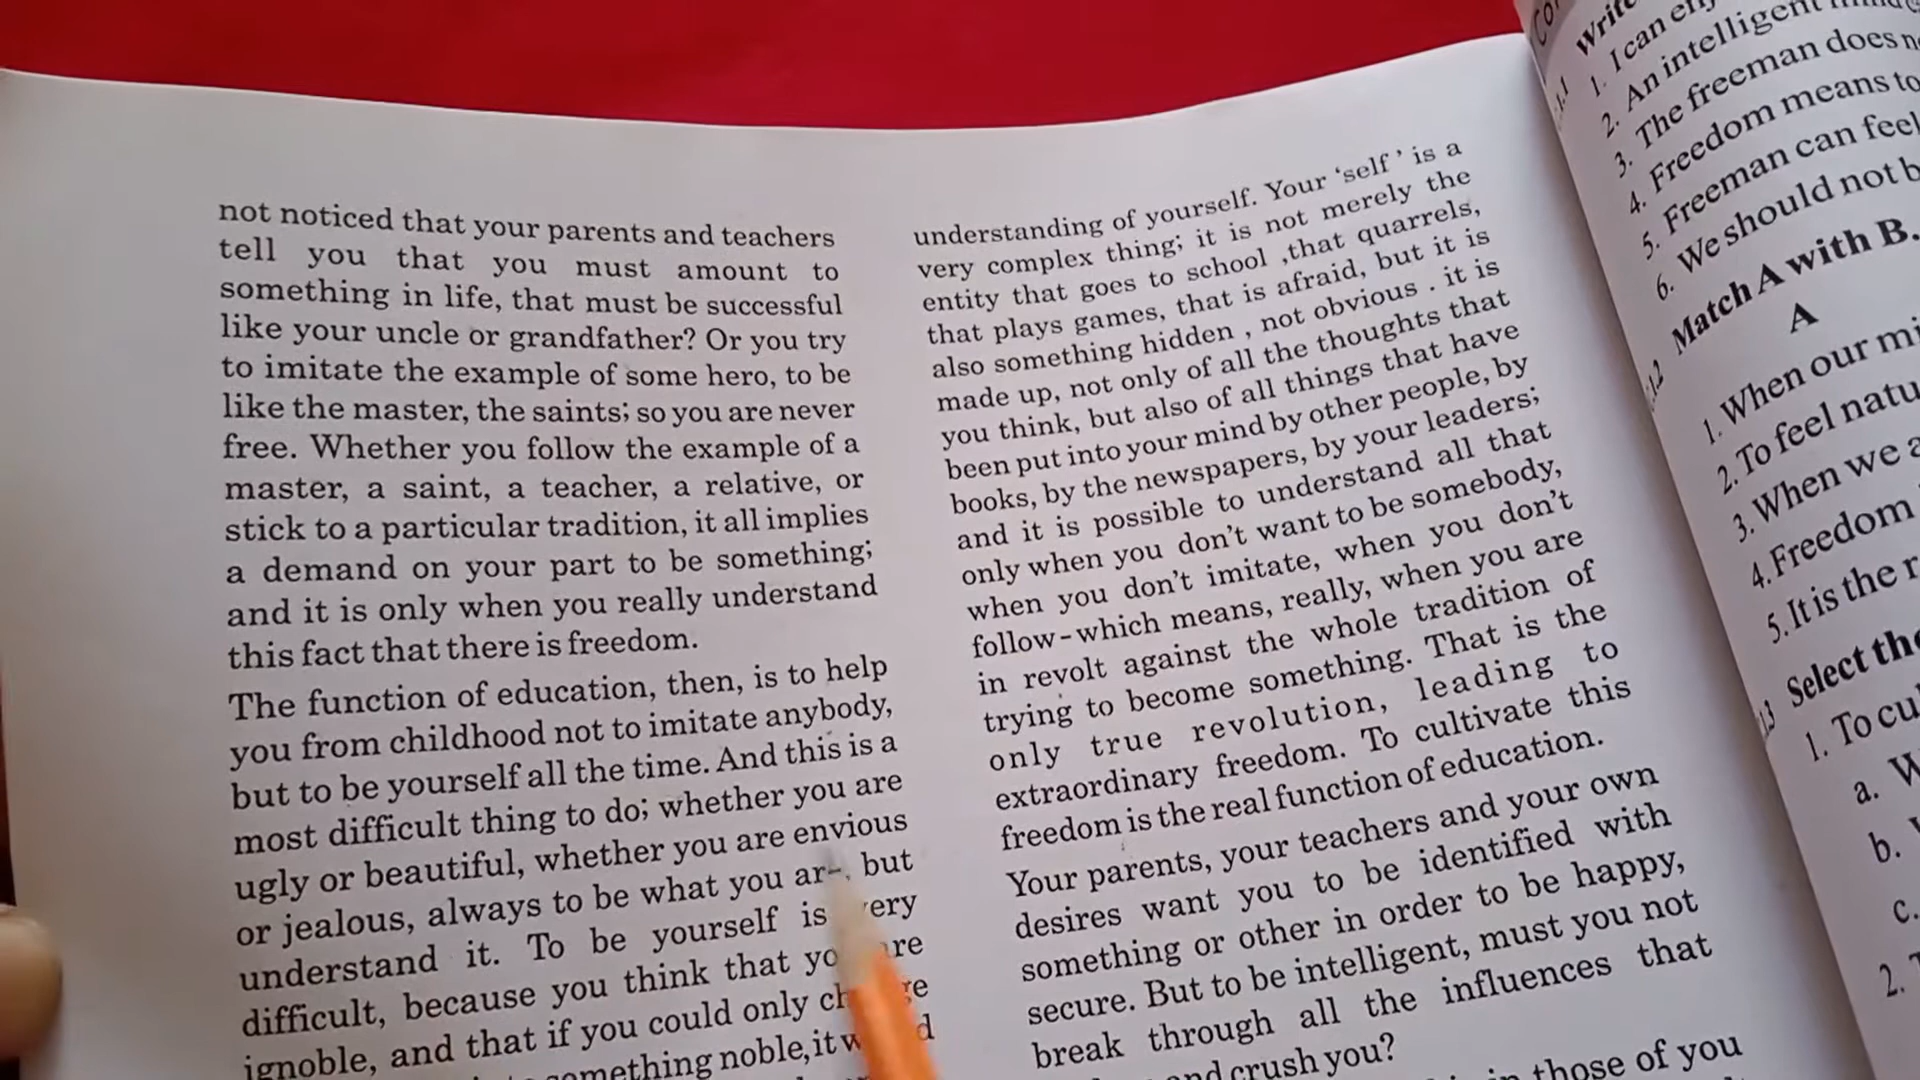 not noticed that your parents and teachers
tell you that you must amount to
something in life, that must be successful
like your uncle or grandfather? Or you try
to imitate the example of some hero, to be
like the master, the saints; so you are never
free. Whether you follow the example of a
master, a saint, a teacher, a relative, or
stick to a particular tradition, it all implies
a demand on your part to be something;
and it is only when you really understand
this fact that there is freedom.
The function of education, then, is to help
you from childhood not to imitate anybody,
but to be yourself all the time. And this is a
most difficult thing to do; whether you are
ugly or beautiful, whether you are envious
or jealous, always to be what you ar , but
understand it. To be yourself is very
difficult, because you think that yo are
ignoble, and that if you could only ch ge
something noble, it w d
understanding of yourself. Your ‘self ’ is a
very complex thing; it is not merely the
entity that goes to school ,that quarrels,
that plays games, that is afraid, but it is
also something hidden , not obvious . it is
made up, not only of all the thoughts that
you think, but also of all things that have
been put into your mind by other people, by
books, by the newspapers, by your leaders;
and it is possible to understand all that
only when you don’t want to be somebody,
when you don’t imitate, when you don’t
follow - which means, really, when you are
in revolt against the whole tradition of
trying to become something. That is the
only true revolution, leading to
extraordinary freedom. To cultivate this
freedom is the real function of education.
Your parents, your teachers and your own
desires want you to be identified with
something or other in order to be happy,
secure. But to be intelligent, must you not
break through all the influences that
and crush you?
in those of you
1.1 Write
1. I can enj
2. An intelligent
3. The freeman does n
4. Freedom means to
5. Freeman can feel
6. We should not b
1.2 Match A with B.
A
1. When our mi
2. To feel natu
3. When we a
4. Freedom
5. It is the r
1.3 Select the
1. To cul
a. W
b.
c.
2.